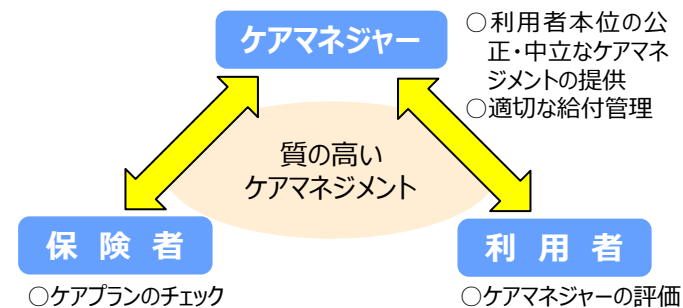 ケアマネジャー
○利用者本位の公
正・中立なケアマネ
ジメントの提供
○適切な給付管理
質の高い
ケアマネジメント
保険者
利用者
○ケアプランのチェック
○ケアマネジャーの評価